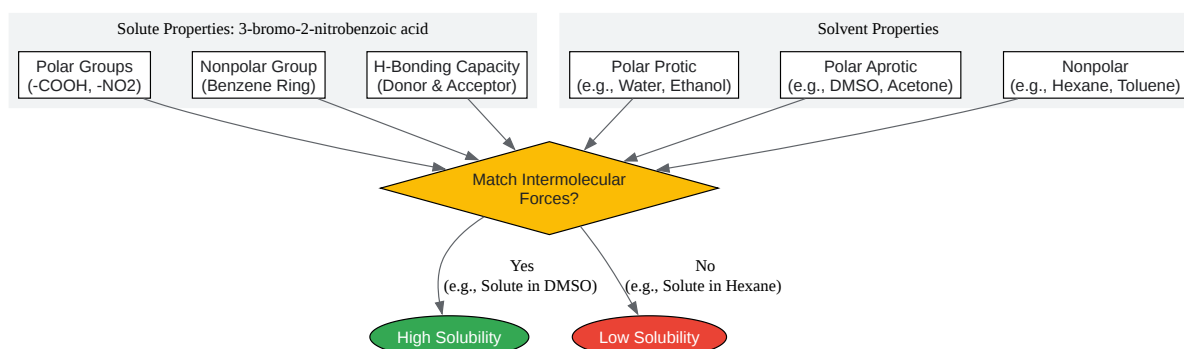 Solute Properties: 3-bromo-2-nitrobenzoic acid
Polar Groups
(-COOH, -NO2)
Nonpolar Group
(Benzene Ring)
H-Bonding Capacity
(Donor & Acceptor)
Solvent Properties
Polar Protic
(e.g., Water, Ethanol)
Polar Aprotic
(e.g., DMSO, Acetone)
Nonpolar
(e.g., Hexane, Toluene)
Match Intermolecular
Forces?
Yes
(e.g., Solute in DMSO)
No
(e.g., Solute in Hexane)
High Solubility
Low Solubility